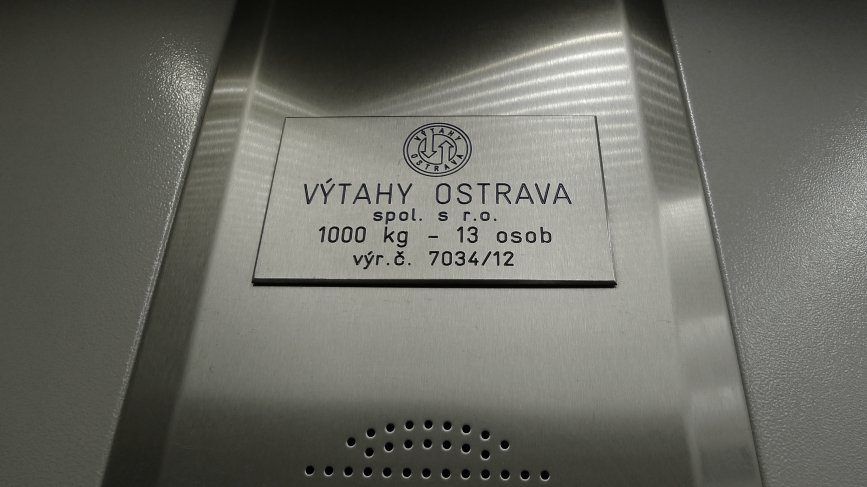 VÝTAHY
OSTRAVA
VÝTAHY OSTRAVA
spol. s r.o.
1000 kg - 13 osob
výr.č. 7034/12